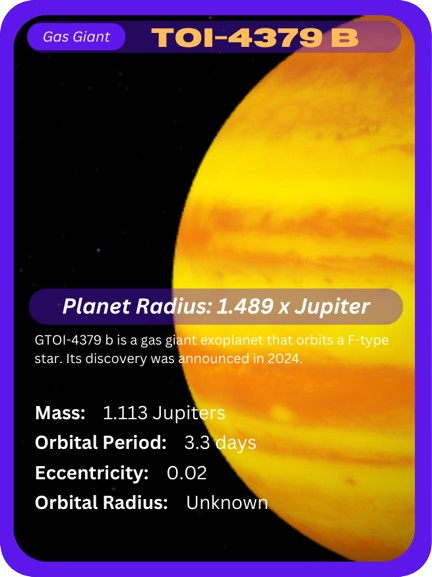 Gas Giant
TOI-4379 B
Planet Radius: 1.489 x Jupiter
GTOI-4379 b is a gas giant exoplanet that orbits a F-type
star. Its discovery was announced in 2024.
Mass: 1.113 Jupiters
Orbital Period: 3.3 days
Eccentricity: 0.02
Orbital Radius: Unknown